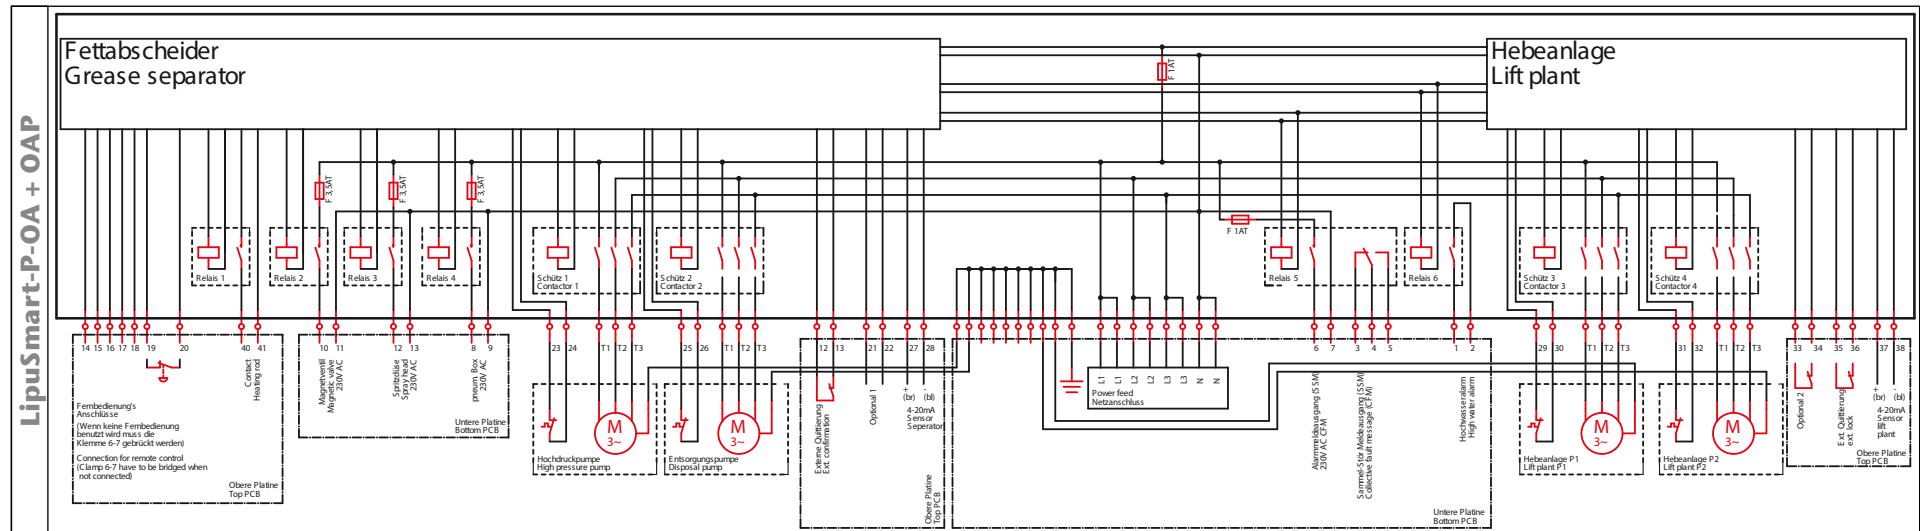 LipuSmart-P-OA + OAP
Fettabscheider
Grease separator
Hebeanlage
Lift plant
F 1AT
F 3,5AT
F 3,5AT
F 3,5AT
F 1AT
Relais 1
Relais 2
Relais 3
Relais 4
Schütz 1
Contactor 1
Schütz 2
Contactor 2
Relais 5
Relais 6
Schütz 3
Contactor 3
Schütz 4
Contactor 4
14 15 16 17 18 19 20 40 41
Contact
Heating rod
Fernbedienung's
Anschlüsse
(Wenn keine Fernbedienung
benutzt wird muss die
Klemme 6-7 gebrückt werden)
Connection for remote control
(Clamp 6-7 have to be bridged when
not connected)
Obere Platine
Top PCB
10 11 12 13 8 9
Magnetventil
Magnetic valve
230V AC
Spritzdüse
Spray head
230V AC
pneum. Box
230V AC
Untere Platine
Bottom PCB
23 24 T1 T2 T3
M
3~
Hochdruckpumpe
High pressure pump
25 26 T1 T2 T3
M
3~
Entsorgungspumpe
Disposal pump
12 13 21 22 27 28
Externe Quittierung
Ext. confirmation
Optional 1
+ -
(br) (bl)
4-20mA
Sensor
Seperator
Obere Platine
Top PCB
L1 L1 L2 L2 L3 L3 N N
Power feed
Netzanschluss
6 7 3 4 5 1 2
Alarmmeldeausgang (SSM)
230V AC CFM
Sammel-Stör Meldeausgang (SSM)
Collective fault message (CFM)
Hochwasseralarm
High water alarm
Untere Platine
Bottom PCB
29 30 T1 T2 T3
M
3~
Hebeanlage P1
Lift plant P1
31 32 T1 T2 T3
M
3~
Hebeanlage P2
Lift plant P2
33 34 35 36 37 38
Optional 2
Ext. Quittierung
ext. lock
+ -
(br) (bl)
4-20mA
Sensor
lift
plant
Obere Platine
Top PCB